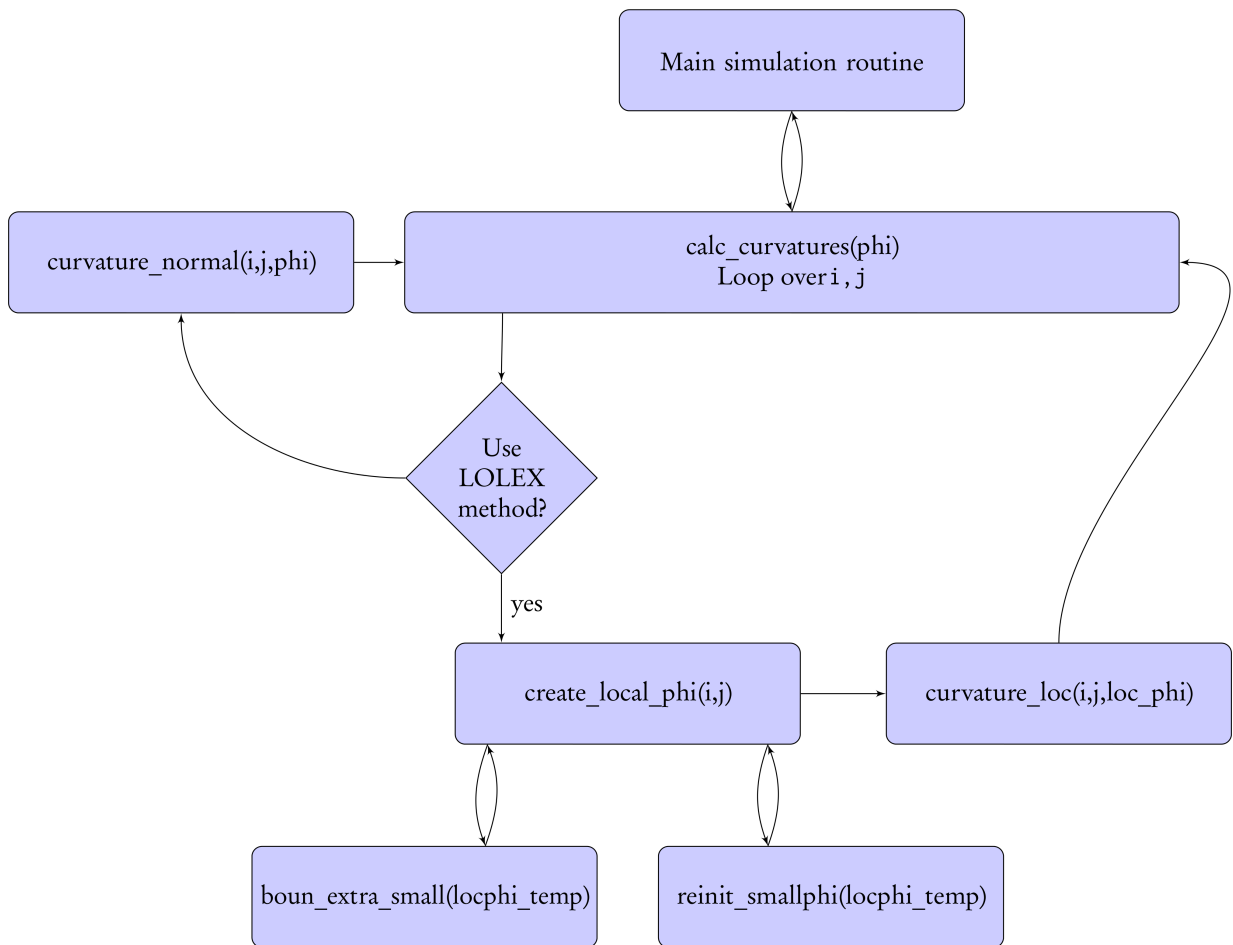 Main simulation routine
curvature_normal(i,j,phi)
calc_curvatures(phi)
Loop over i,j
Use
LOLEX
method?
yes
create_local_phi(i,j)
curvature_loc(i,j,loc_phi)
boun_extra_small(locphi_temp)
reinit_smallphi(locphi_temp)